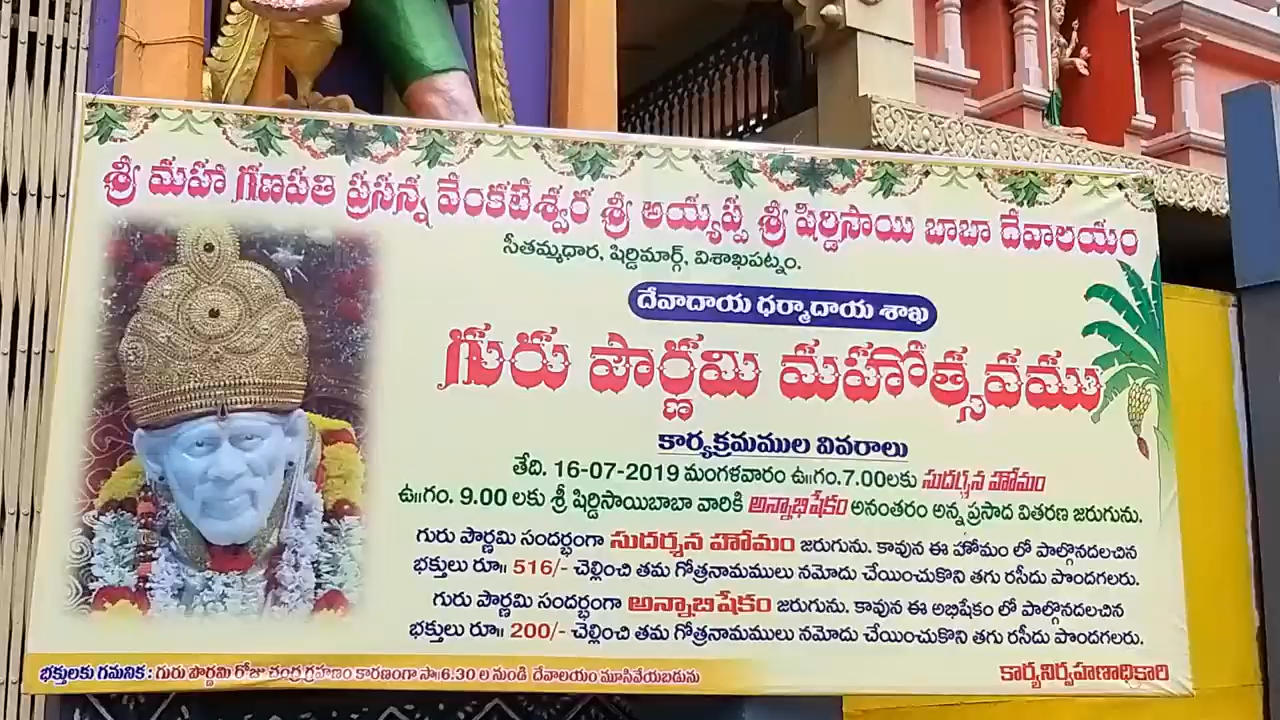 శ్రీ మహా గణపతి ప్రసన్న వేంకటేశ్వర శ్రీ అయ్యప్ప శ్రీ షిర్డిసాయి బాబా దేవాలయం
సీతమ్మధార, షిర్డిమార్గ్, విశాఖపట్నం.
దేవాదాయ ధర్మాదాయ శాఖ
గురు పౌర్ణమి మహోత్సవము
కార్యక్రమముల వివరాలు
తేది. 16-07-2019 మంగళవారం ఉ॥గం.7.00లకు సుదర్శన హోమం
ఉ॥గం. 9.00 లకు శ్రీ షిర్డిసాయిబాబా వారికి అన్నాభిషేకం అనంతరం అన్న ప్రసాద వితరణ జరుగును.
గురు పౌర్ణమి సందర్భంగా సుదర్శన హోమం జరుగును. కావున ఈ హోమం లో పాల్గొనదలచిన
భక్తులు రూ॥ 516/- చెల్లించి తమ గోత్రనామములు నమోదు చేయించుకొని తగు రసీదు పొందగలరు.
గురు పౌర్ణమి సందర్భంగా అన్నాబిషేకం జరుగును. కావున ఈ అభిషేకం లో పాల్గొనదలచిన
భక్తులు రూ॥ 200/- చెల్లించి తమ గోత్రనామములు నమోదు చేయించుకొని తగు రసీదు పొందగలరు.
భక్తులకు గమనిక : గురు పౌర్ణమి రోజు చంద్ర గ్రహణం కారణంగా సా॥6.30 ల నుండి దేవాలయం మూసివేయబడును
కార్యనిర్వహణాధికారి